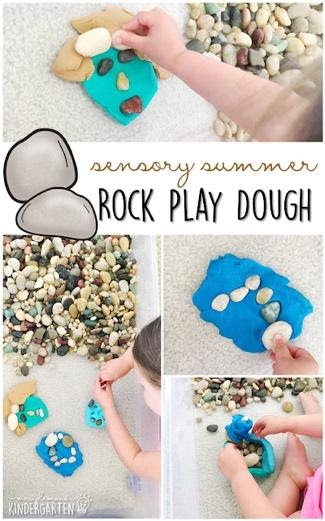 sensory summer
ROCK PLAY DOUGH
KINDERGARTEN